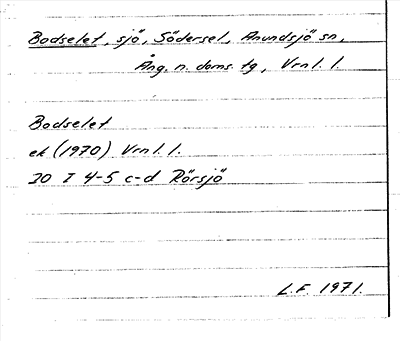 Bodselet, sjö, Södersel, Anundsjö sn,
Ång. n. doms. tg, Vrnl. l.
Bodselet
ek (1970) Vrnl. l.
20 I 4-5 c-d Rörsjö
L.F. 1971.